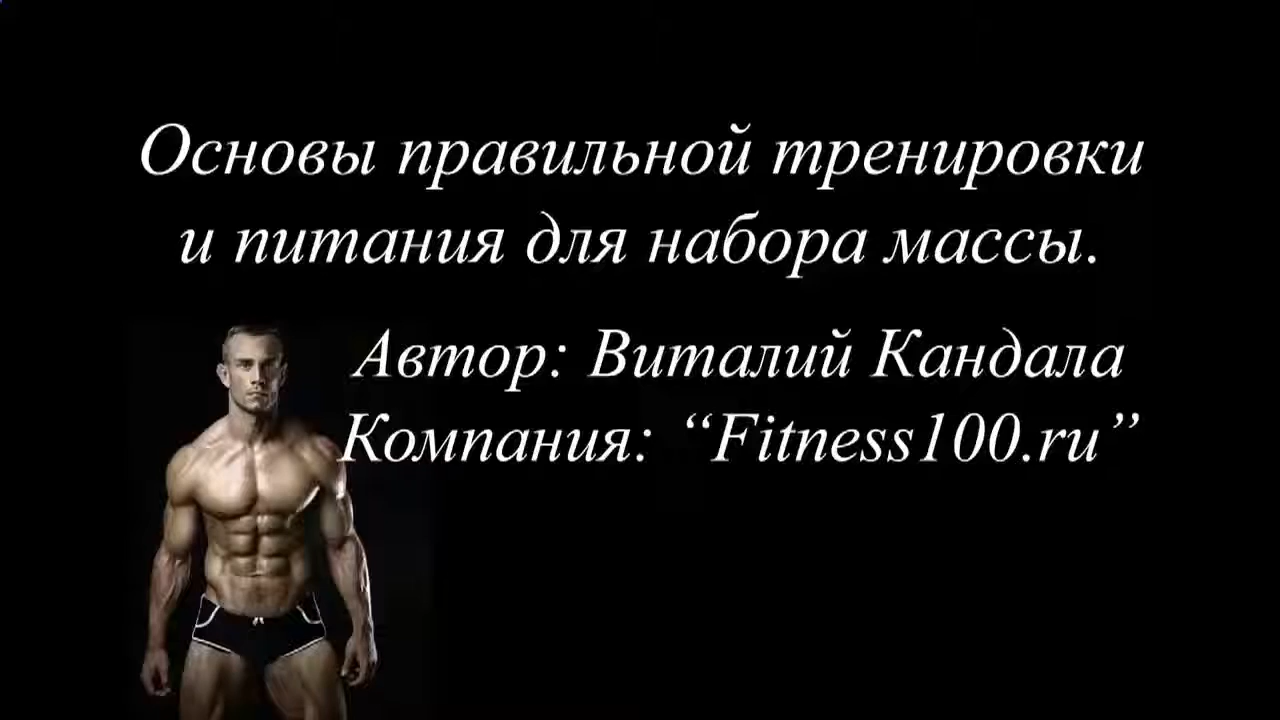 Основы правильной тренировки
и питания для набора массы.
Автор: Виталий Кандала
Компания: “Fitness100.ru”